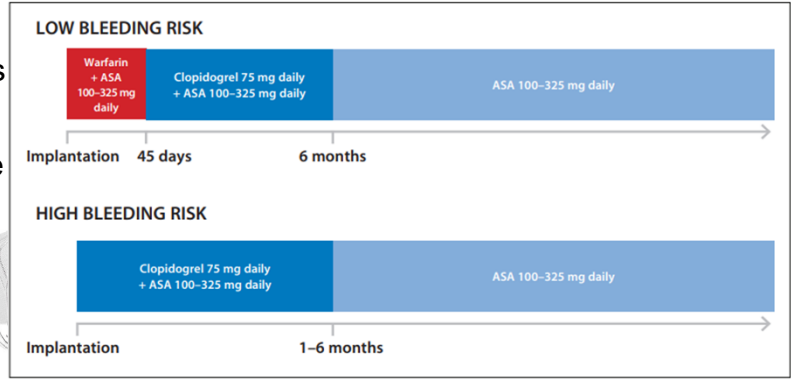 LOW BLEEDING RISK
Warfarin
+ ASA
100–325 mg
daily
Clopidogrel 75 mg daily
+ ASA 100–325 mg daily
ASA 100–325 mg daily
Implantation 45 days 6 months
HIGH BLEEDING RISK
Clopidogrel 75 mg daily
+ ASA 100–325 mg daily
ASA 100–325 mg daily
Implantation 1–6 months